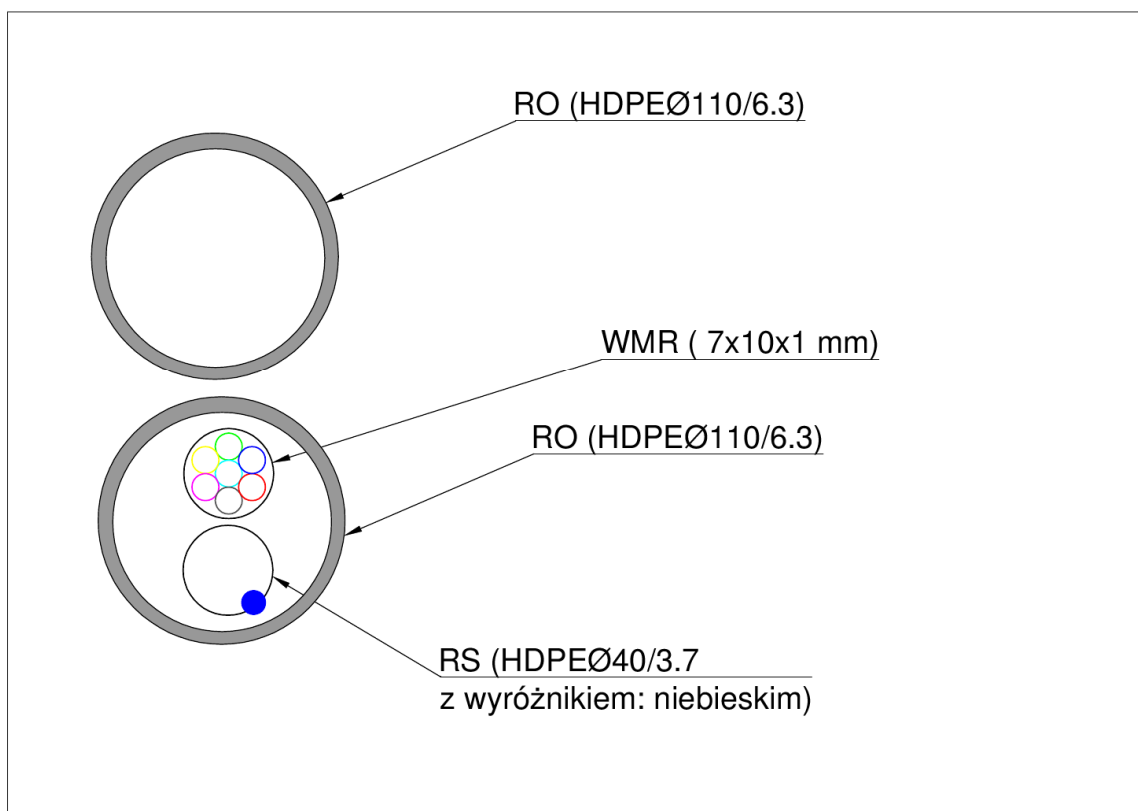 RO (HDPEØ110/6.3)
WMR ( 7x10x1 mm)
RO (HDPEØ110/6.3)
RS (HDPEØ40/3.7
z wyróżnikiem: niebieskim)